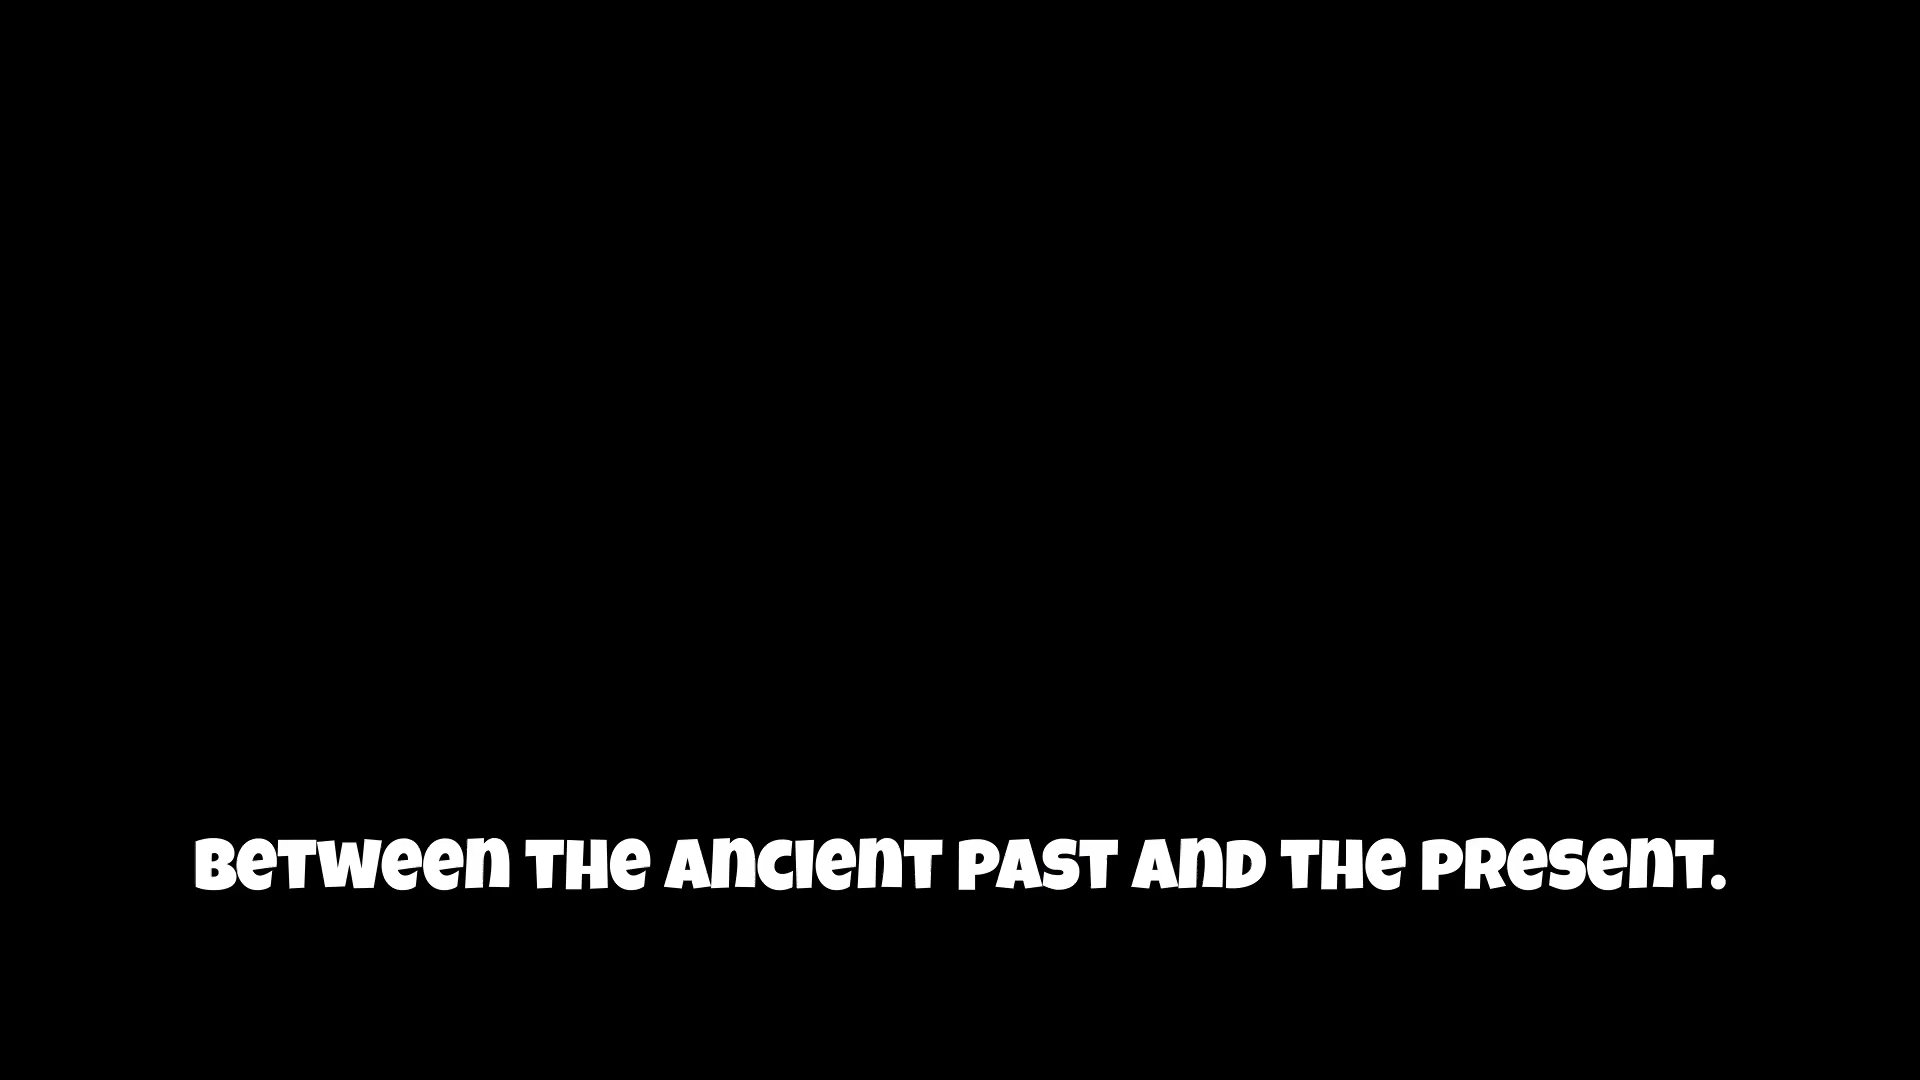 Between the ancient past and the present.